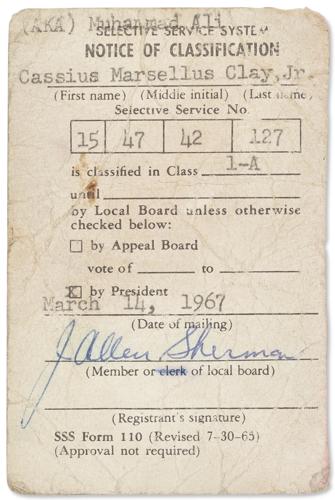 (AKA) Muhammad Ali
SELECTIVE SERVICE SYSTEM
NOTICE OF CLASSIFICATION
Cassius Marsellus Clay, Jr.
(First name) (Middle initial) (Last name)
Selective Service No.
15 47 42 127
is classified in Class 1-A
until
by Local Board unless otherwise
checked below:
☐ by Appeal Board
vote of ______ to ______
☒ by President
March 14, 1967
(Date of mailing)
J Allen Sherman
(Member or clerk of local board)
(Registrant's signature)
SSS Form 110 (Revised 7-30-65)
(Approval not required)